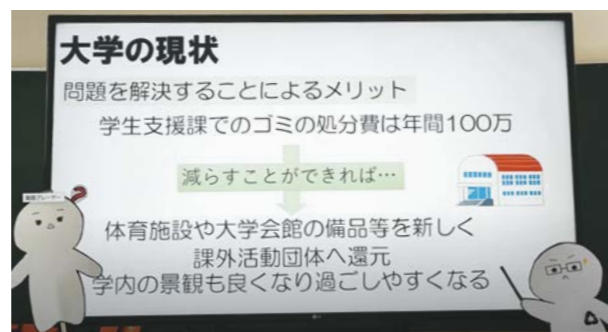 大学の現状
問題を解決することによるメリット
学生支援課でのゴミの処分費は年間100万
減らすことができれば…
体育施設や大学会館の備品等を新しく
課外活動団体へ還元
学内の景観も良くなり過ごしやすくなる